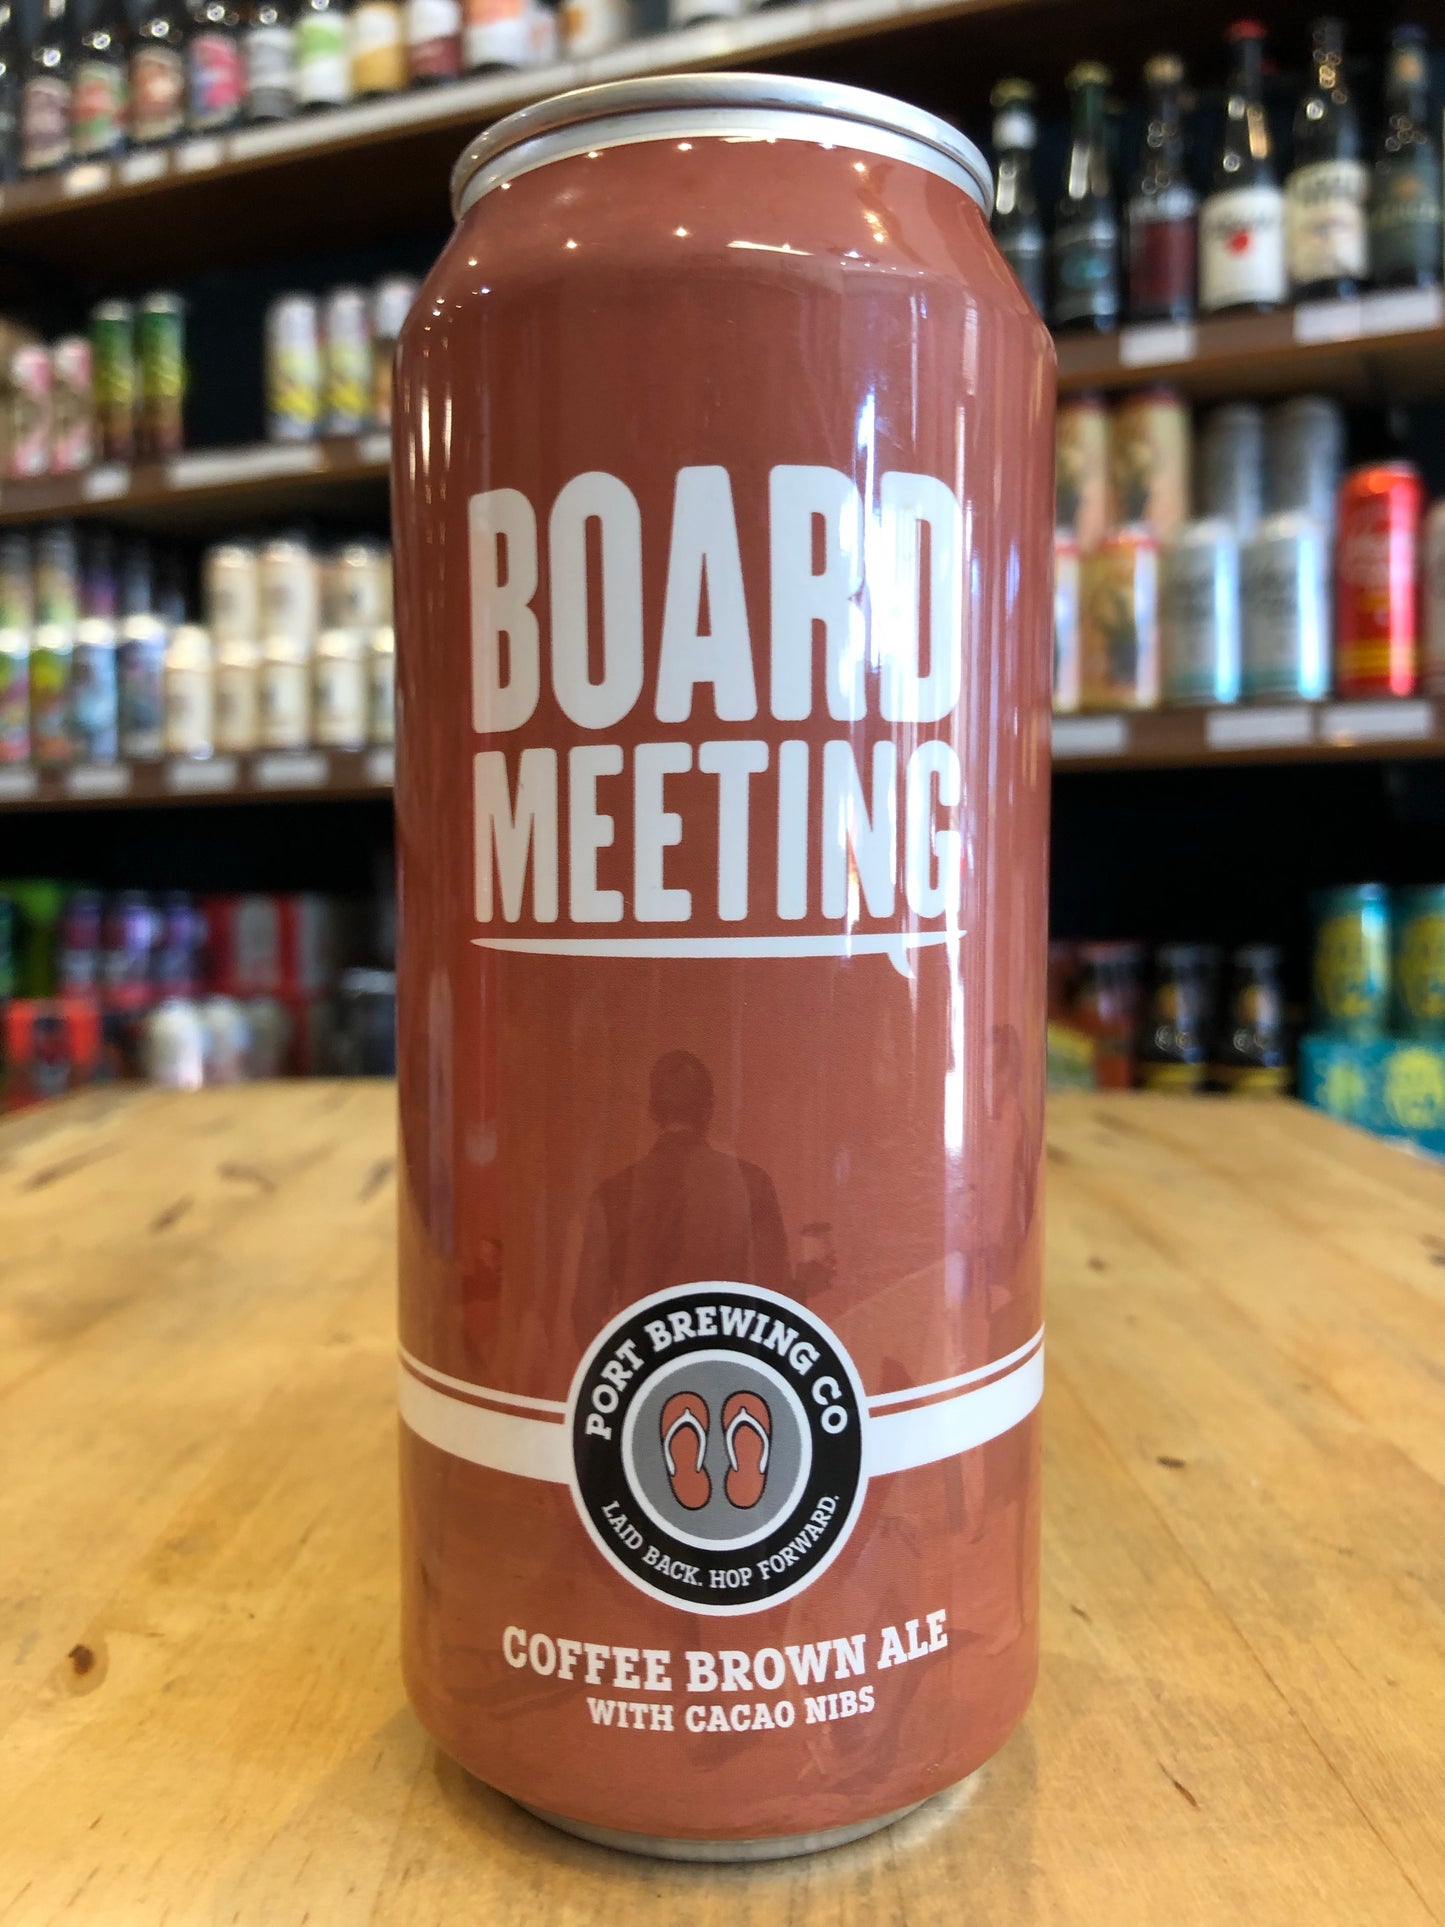 BOARD
MEETING
PORT BREWING CO
LAID BACK. HOP FORWARD.
COFFEE BROWN ALE
WITH CACAO NIBS